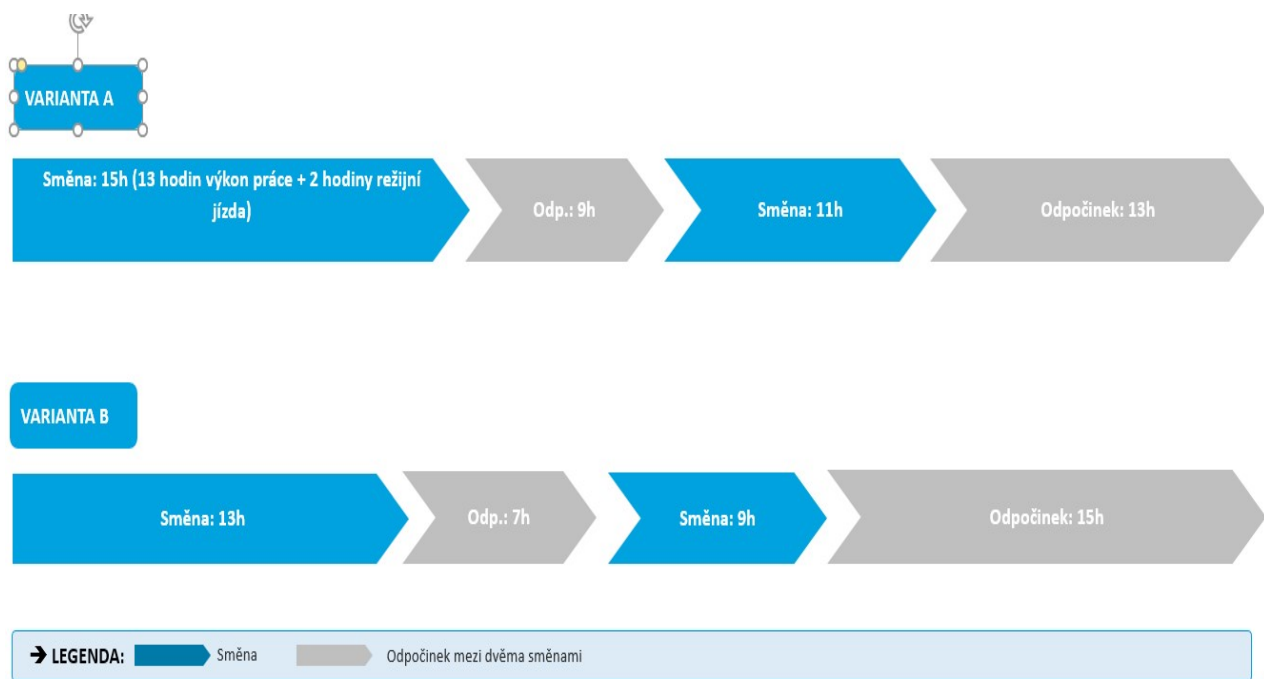 VARIANTA A
Směna: 15h (13 hodin výkon práce + 2 hodiny režijní
jízda)
Odp.: 9h
Směna: 11h
Odpočinek: 13h
VARIANTA B
Směna: 13h
Odp.: 7h
Směna: 9h
Odpočinek: 15h
➔ LEGENDA:
Směna
Odpočinek mezi dvěma směnami